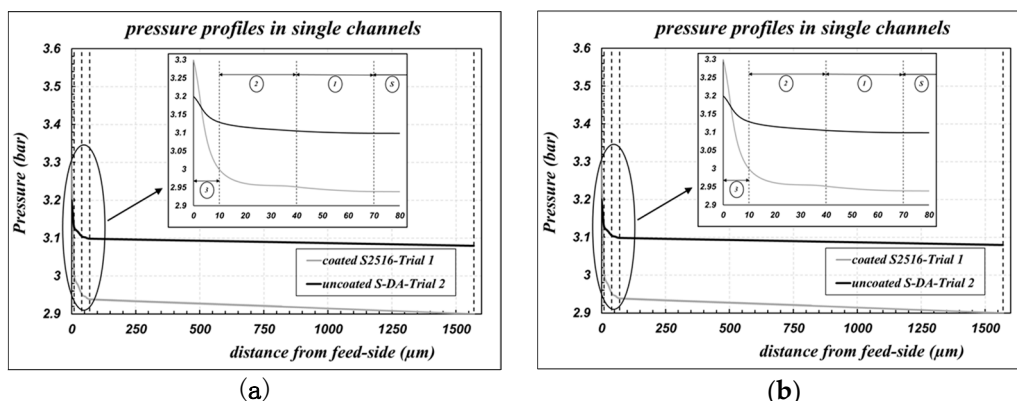 pressure profiles in single channels
3.6
3.5
3.4
3.3
3.2
3.1
3
2.9
Pressure (bar)
3.3
3.25
3.2
3.15
3.1
3.05
3
2.95
2.9
2
1
S
3
0 10 20 30 40 50 60 70 80
coated S2516-Trial 1
uncoated S-DA-Trial 2
0 250 500 750 1000 1250 1500
distance from feed-side (μm)
(a)
pressure profiles in single channels
3.6
3.5
3.4
3.3
3.2
3.1
3
2.9
Pressure (bar)
3.3
3.25
3.2
3.15
3.1
3.05
3
2.95
2.9
2
1
S
3
0 10 20 30 40 50 60 70 80
coated S2516-Trial 1
uncoated S-DA-Trial 2
0 250 500 750 1000 1250 1500
distance from feed-side (μm)
(b)